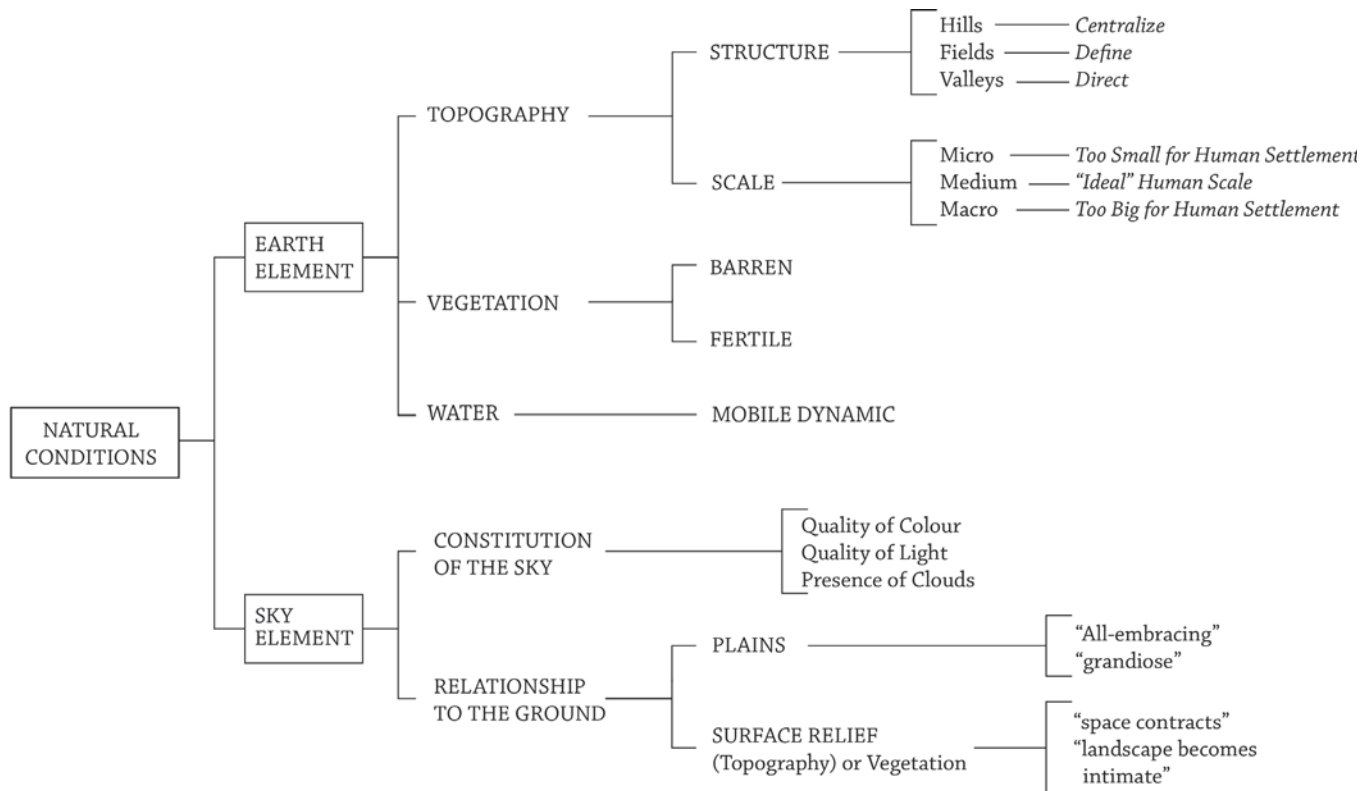 Hills
Centralize
STRUCTURE
Fields
Define
Valleys
Direct
TOPOGRAPHY
Micro
Too Small for Human Settlement
SCALE
Medium
“Ideal” Human Scale
Macro
Too Big for Human Settlement
EARTH
ELEMENT
BARREN
VEGETATION
FERTILE
WATER
MOBILE DYNAMIC
NATURAL
CONDITIONS
CONSTITUTION
OF THE SKY
Quality of Colour
Quality of Light
Presence of Clouds
SKY
ELEMENT
PLAINS
“All-embracing”
“grandiose”
RELATIONSHIP
TO THE GROUND
SURFACE RELIEF
(Topography) or Vegetation
“space contracts”
“landscape becomes
intimate”